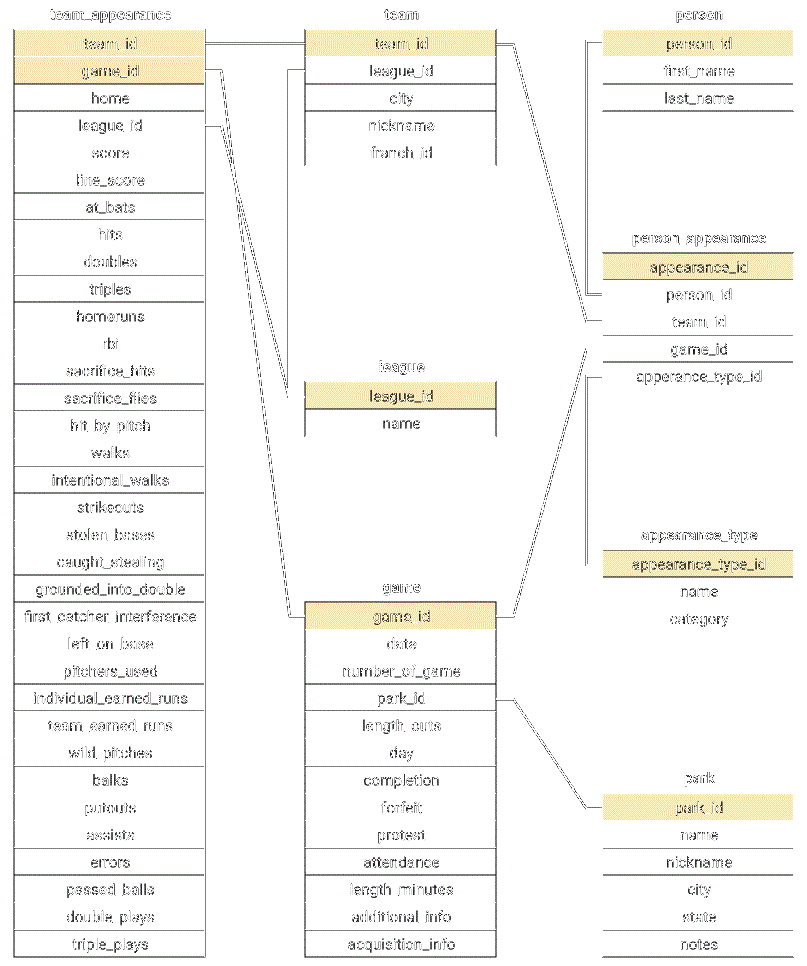 team_appearance
team_id
game_id
home
league_id
score
line_score
at_bats
hits
doubles
triples
homeruns
rbi
sacrifice_hits
sacrifice_flies
hit_by_pitch
walks
intentional_walks
strikeouts
stolen_bases
caught_stealing
grounded_into_double
first_catcher_interference
left_on_base
pitchers_used
individual_earned_runs
team_earned_runs
wild_pitches
balks
putouts
assists
errors
passed_balls
double_plays
triple_plays
team
team_id
league_id
city
nickname
franch_id
league
league_id
name
game
game_id
date
number_of_game
park_id
length_outs
day
completion
forfeit
protest
attendance
length_minutes
additional_info
acquisition_info
person
person_id
first_name
last_name
person_appearance
appearance_id
person_id
team_id
game_id
apperance_type_id
appearance_type
appearance_type_id
name
category
park
park_id
name
nickname
city
state
notes